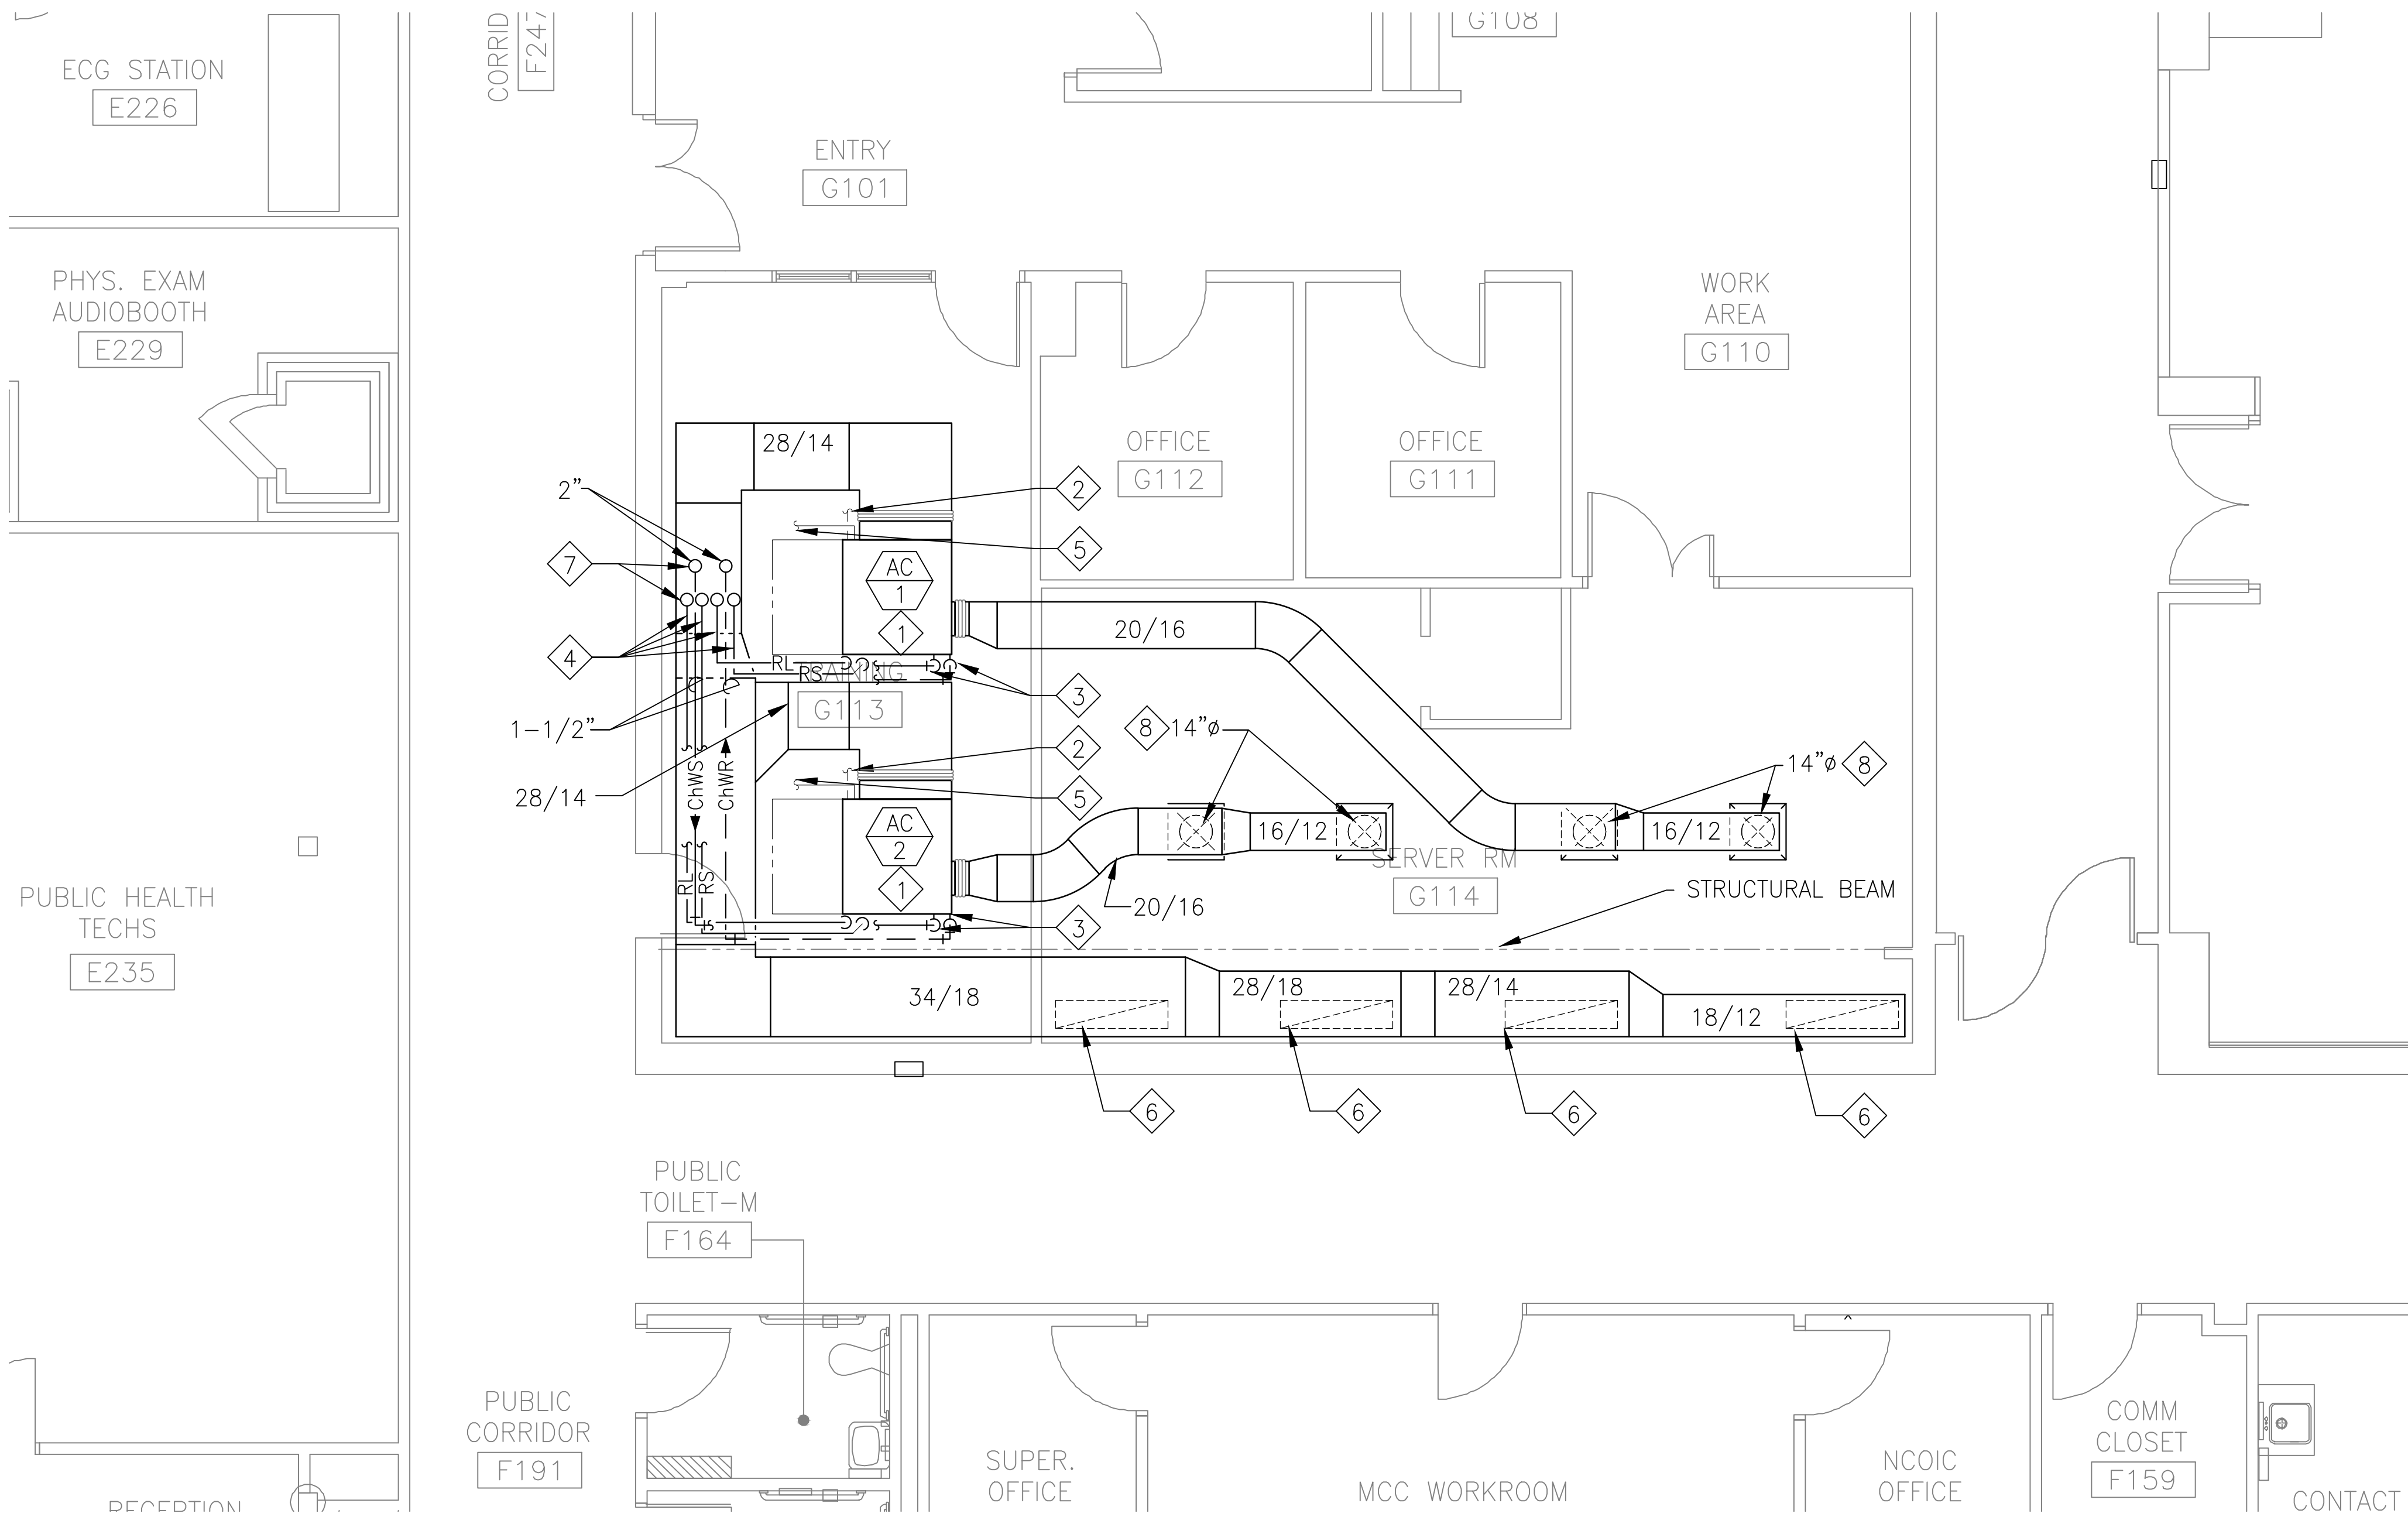 CORRID
F247
G108
ECG STATION
E226
ENTRY
G101
PHYS. EXAM
AUDIOBOOTH
E229
WORK
AREA
G110
28/14
OFFICE
G112
OFFICE
G111
2"
2
5
7
AC
1
1
4
20/16
RL
RS
TRAINING
G113
3
1-1/2"
8 14"ø
2
14"ø 8
ChWS
ChWR
28/14
5
AC
2
1
16/12
16/12
SERVER RM
G114
RL
RS
20/16
STRUCTURAL BEAM
3
PUBLIC HEALTH
TECHS
E235
34/18
28/18
28/14
18/12
6
6
6
6
PUBLIC
TOILET-M
F164
PUBLIC
CORRIDOR
F191
SUPER.
OFFICE
MCC WORKROOM
NCOIC
OFFICE
COMM
CLOSET
F159
CONTACT
RECEPTION